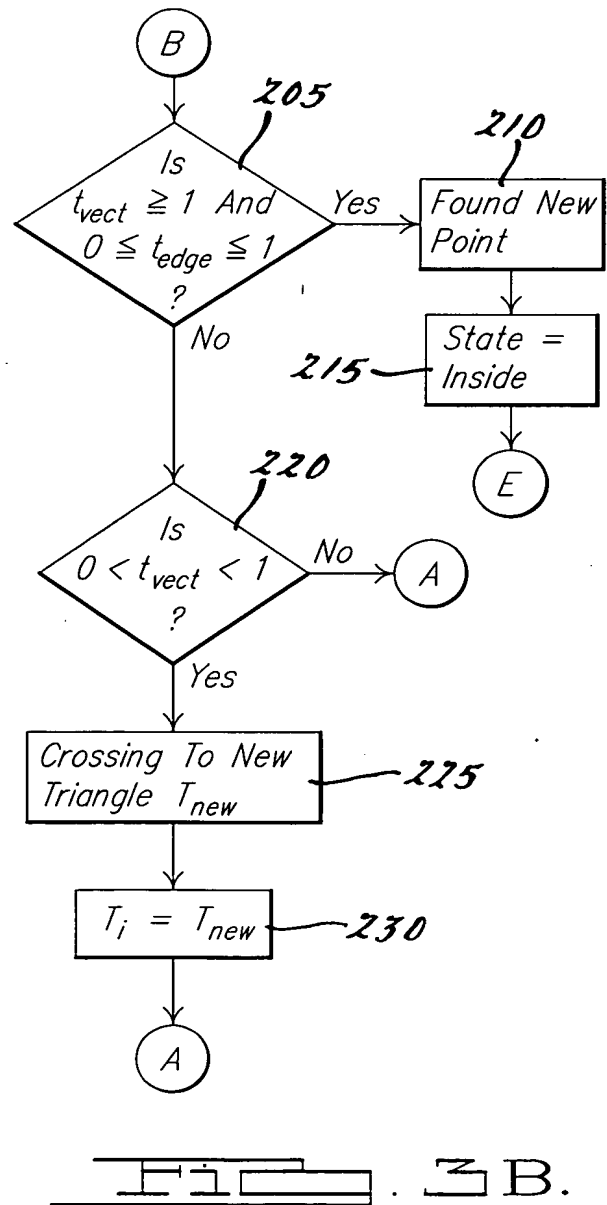 B
205
Is
t_vect ≧ 1 And
0 ≦ t_edge ≦ 1
?
Yes
210
Found New
Point
No
215
State =
Inside
E
220
Is
0 < t_vect < 1
?
No
A
Yes
Crossing To New
Triangle T_new
225
T_i = T_new
230
A
FIG. 3B.